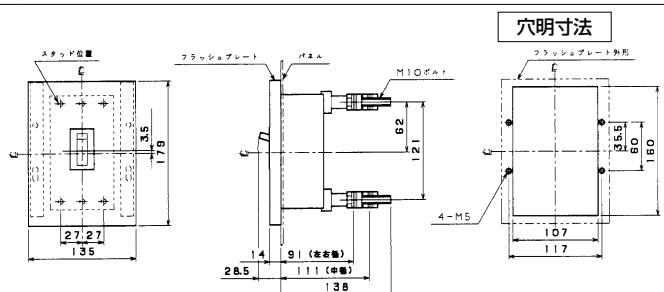 穴明寸法
スタッド位置
フラッシュプレート
パネル
フラッシュプレート外形
M10ボルト
℄
℄
℄
℄
℄
3.5
179
62
121
35.5
60
160
4-M5
27 27
135
14
91 (左右極)
28.5
111 (中極)
138
107
117